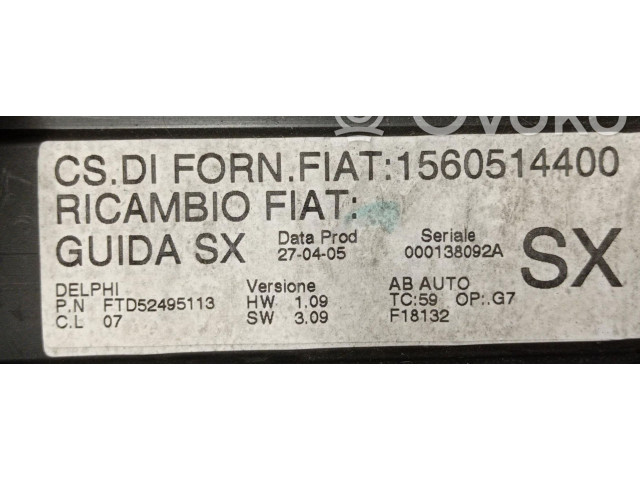 CS.DI FORN.FIAT:1560514400
RICAMBIO FIAT:
GUIDA SX
Data Prod
27-04-05
Seriale
000138092A
SX
DELPHI
P.N FTD52495113
C.L 07
Versione
HW 1.09
SW 3.09
AB AUTO
TC:59 OP:.G7
F18132